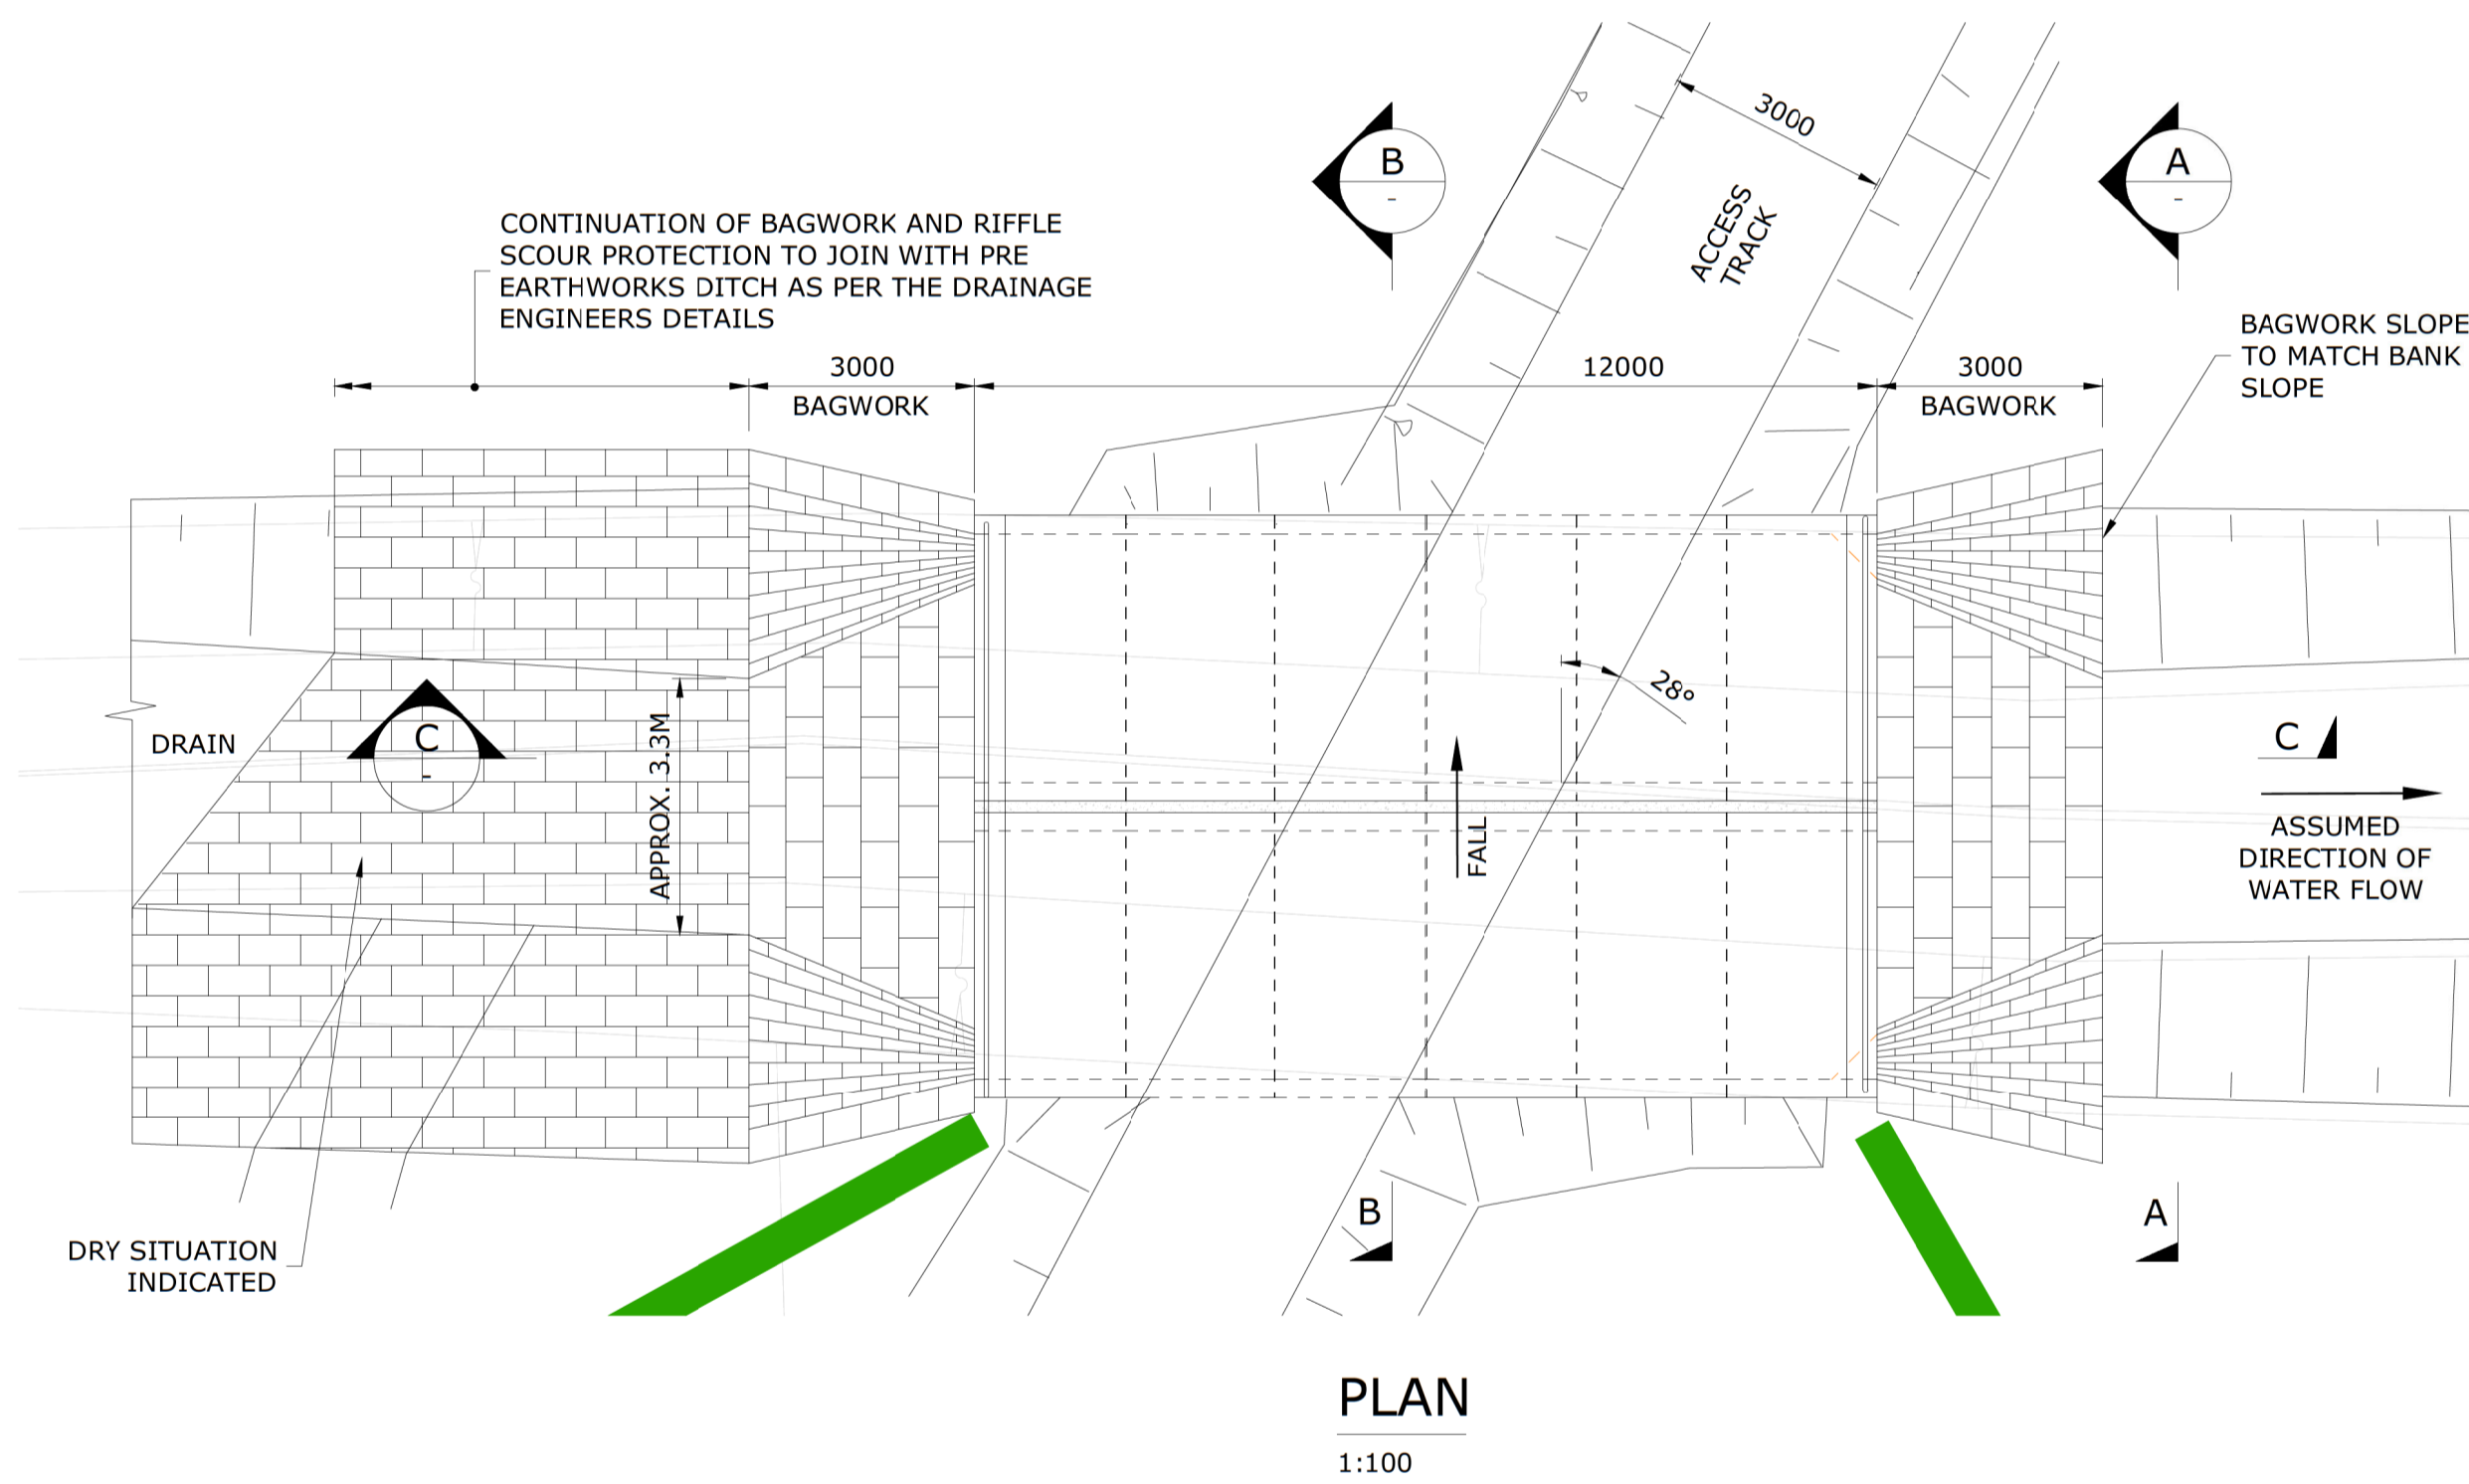 B
-
A
-
3000
ACCESS
TRACK
CONTINUATION OF BAGWORK AND RIFFLE
SCOUR PROTECTION TO JOIN WITH PRE
EARTHWORKS DITCH AS PER THE DRAINAGE
ENGINEERS DETAILS
BAGWORK SLOPE
TO MATCH BANK
SLOPE
3000
BAGWORK
12000
3000
BAGWORK
28°
C
-
DRAIN
APPROX. 3.3M
FALL
C
ASSUMED
DIRECTION OF
WATER FLOW
B
A
DRY SITUATION
INDICATED
PLAN
1:100